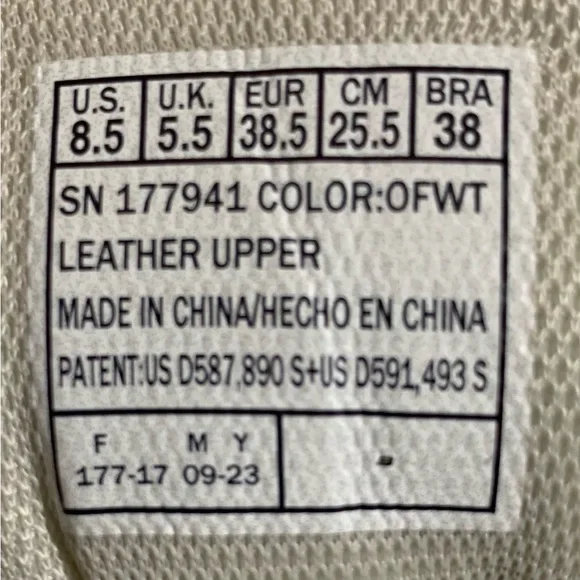 U.S. U.K. EUR CM BRA
8.5 5.5 38.5 25.5 38
SN 177941 COLOR:OFWT
LEATHER UPPER
MADE IN CHINA/HECHO EN CHINA
PATENT:US D587,890 S+US D591,493 S
F M Y
177-17 09-23 -